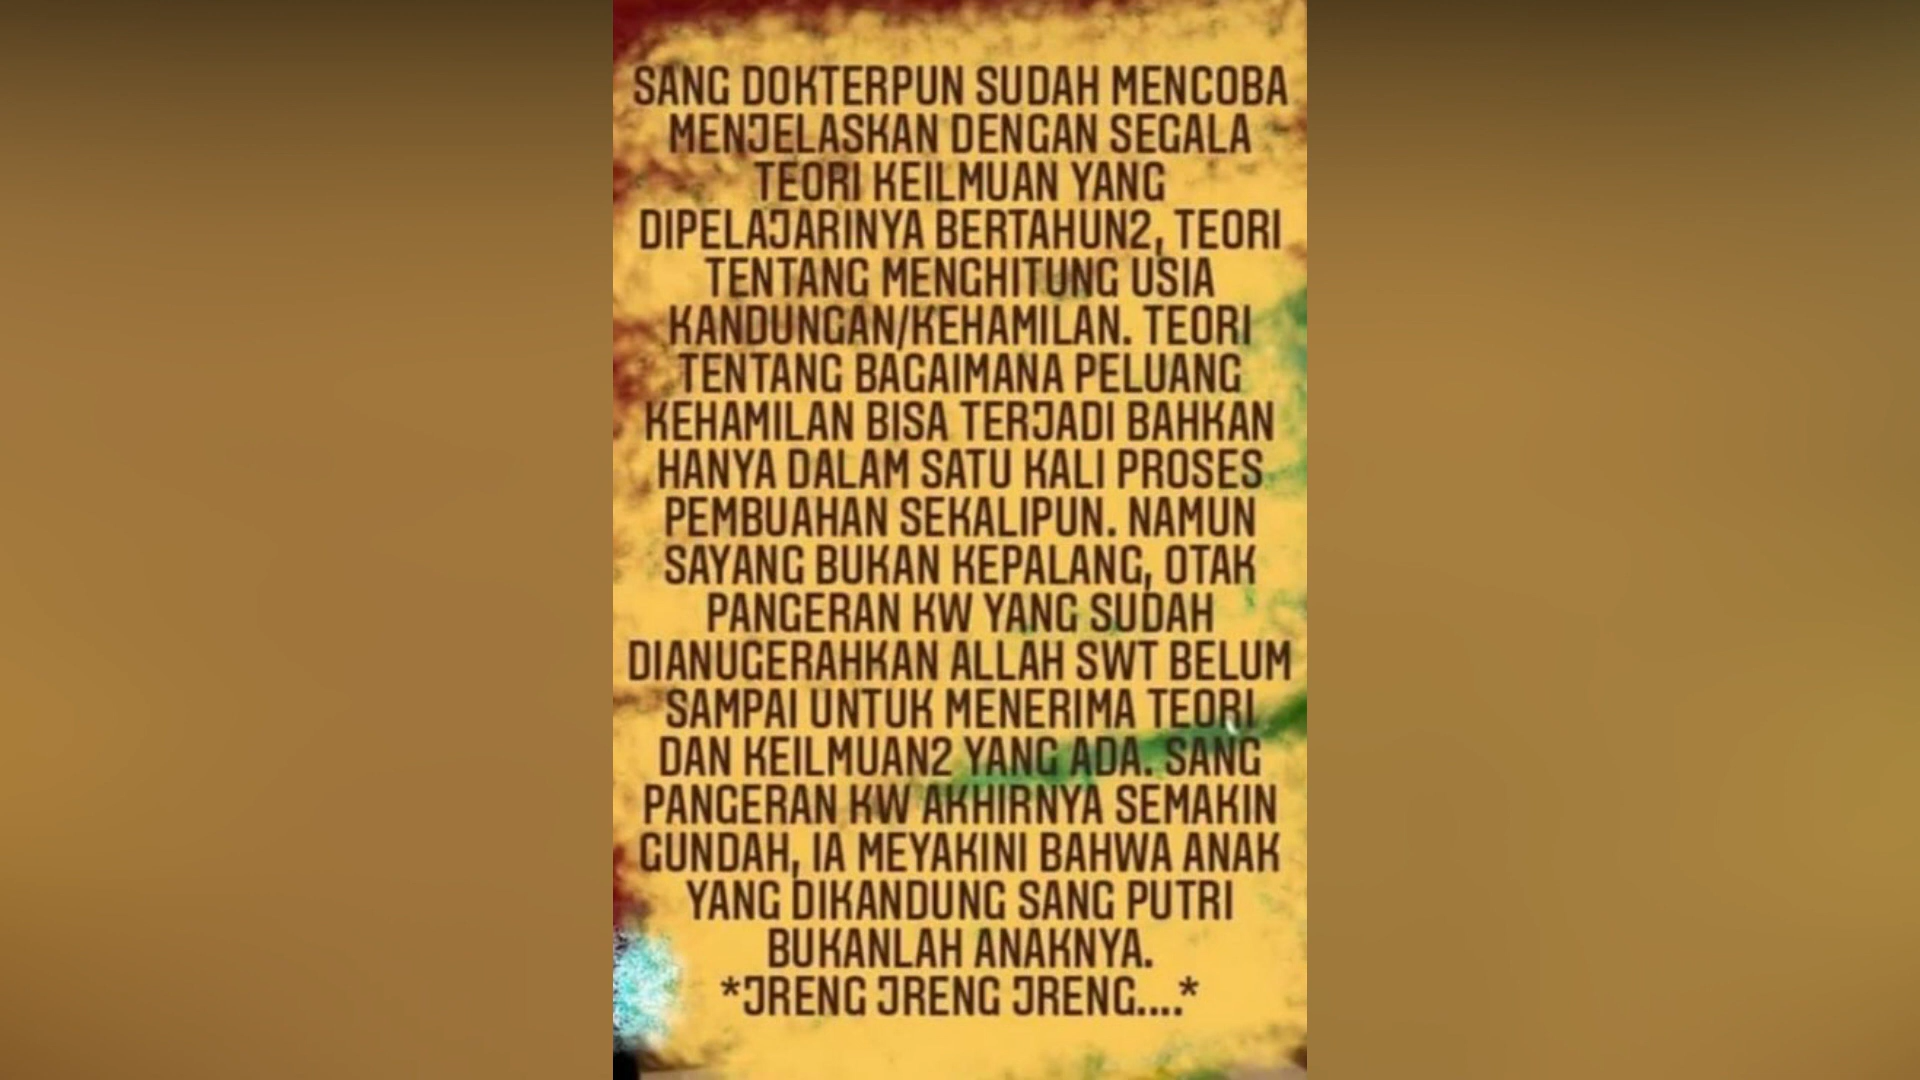 SANG DOKTERPUN SUDAH MENCOBA
MENJELASKAN DENGAN SEGALA
TEORI KEILMUAN YANG
DIPELAJARINYA BERTAHUN2, TEORI
TENTANG MENGHITUNG USIA
KANDUNGAN/KEHAMILAN. TEORI
TENTANG BAGAIMANA PELUANG
KEHAMILAN BISA TERJADI BAHKAN
HANYA DALAM SATU KALI PROSES
PEMBUAHAN SEKALIPUN. NAMUN
SAYANG BUKAN KEPALANG, OTAK
PANGERAN KW YANG SUDAH
DIANUGERAHKAN ALLAH SWT BELUM
SAMPAI UNTUK MENERIMA TEORI
DAN KEILMUAN2 YANG ADA. SANG
PANGERAN KW AKHIRNYA SEMAKIN
GUNDAH, IA MEYAKINI BAHWA ANAK
YANG DIKANDUNG SANG PUTRI
BUKANLAH ANAKNYA.
*JRENG JRENG JRENG....*